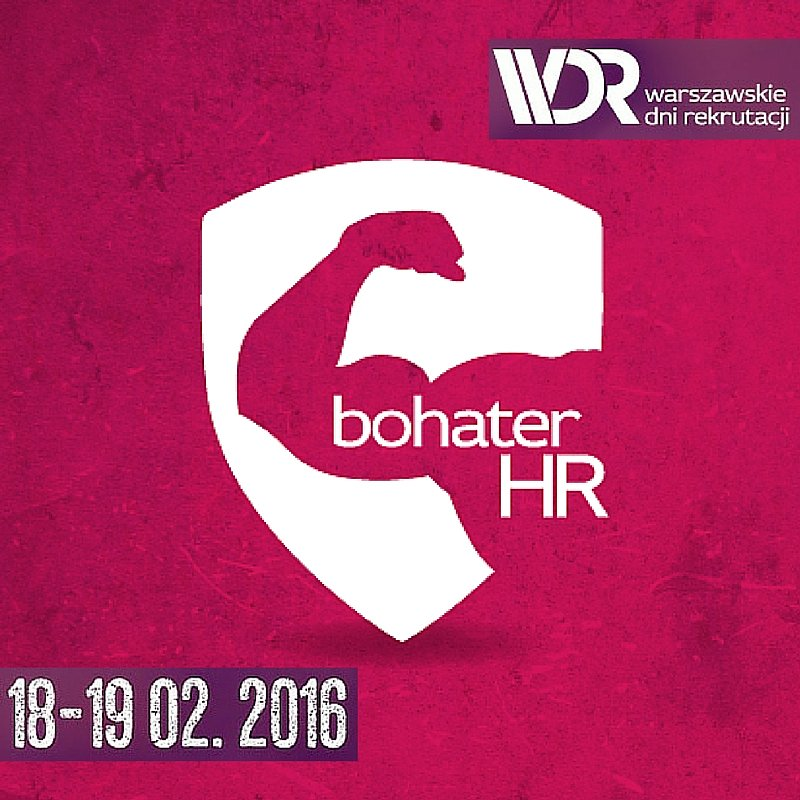 WDR warszawskie
dni rekrutacji
bohater
HR
18-19 02. 2016